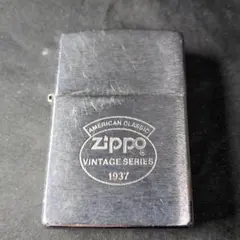 AMERICAN CLASSIC
Zippo
VINTAGE SERIES
1937